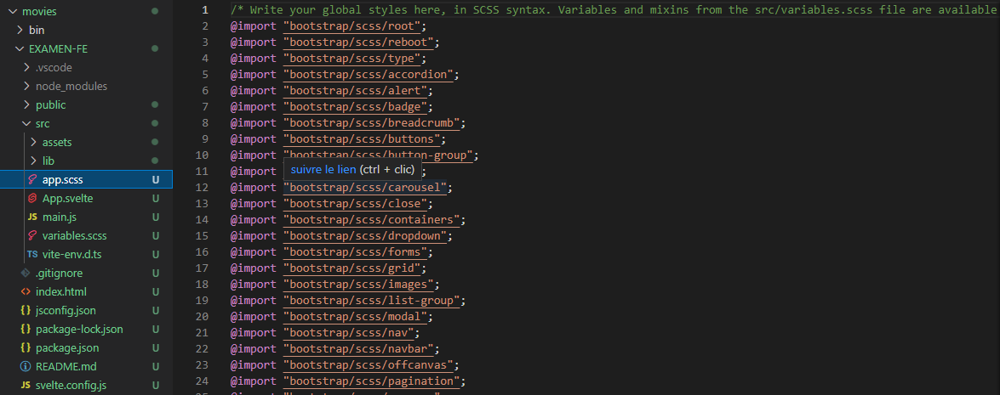 movies
bin
EXAMEN-FE
.vscode
node_modules
public
src
assets
lib
app.scss U
App.svelte U
JS main.js U
variables.scss U
TS vite-env.d.ts U
.gitignore U
index.html U
{} jsconfig.json U
{} package-lock.json U
{} package.json U
README.md U
JS svelte.config.js U
1 /* Write your global styles here, in SCSS syntax. Variables and mixins from the src/variables.scss file are available
2 @import "bootstrap/scss/root";
3 @import "bootstrap/scss/reboot";
4 @import "bootstrap/scss/type";
5 @import "bootstrap/scss/accordion";
6 @import "bootstrap/scss/alert";
7 @import "bootstrap/scss/badge";
8 @import "bootstrap/scss/breadcrumb";
9 @import "bootstrap/scss/buttons";
10 @import "bootstrap/scss/button-group";
11 @import ;
suivre le lien (ctrl + clic)
12 @import "bootstrap/scss/carousel";
13 @import "bootstrap/scss/close";
14 @import "bootstrap/scss/containers";
15 @import "bootstrap/scss/dropdown";
16 @import "bootstrap/scss/forms";
17 @import "bootstrap/scss/grid";
18 @import "bootstrap/scss/images";
19 @import "bootstrap/scss/list-group";
20 @import "bootstrap/scss/modal";
21 @import "bootstrap/scss/nav";
22 @import "bootstrap/scss/navbar";
23 @import "bootstrap/scss/offcanvas";
24 @import "bootstrap/scss/pagination";